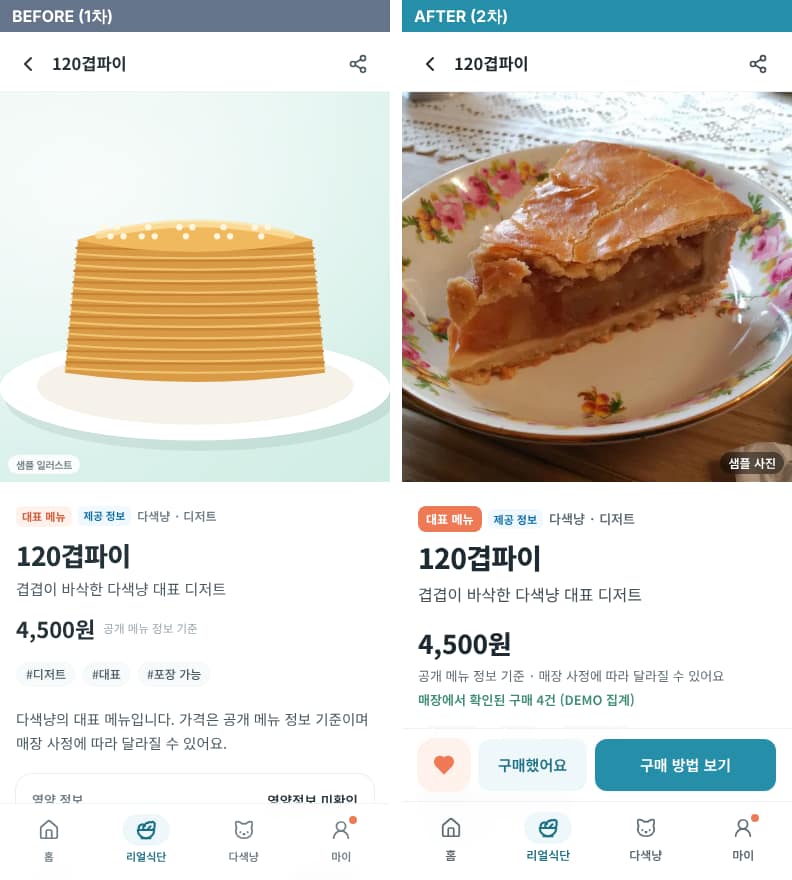 BEFORE (1차)
120겹파이
샘플 일러스트
대표 메뉴 제공 정보 다색냥 · 디저트
120겹파이
겹겹이 바삭한 다색냥 대표 디저트
4,500원 공개 메뉴 정보 기준
#디저트 #대표 #포장 가능
다색냥의 대표 메뉴입니다. 가격은 공개 메뉴 정보 기준이며
매장 사정에 따라 달라질 수 있어요.
영양 정보 영양정보 미확인
홈 리얼식단 다색냥 마이
AFTER (2차)
120겹파이
샘플 사진
대표 메뉴 제공 정보 다색냥 · 디저트
120겹파이
겹겹이 바삭한 다색냥 대표 디저트
4,500원
공개 메뉴 정보 기준 · 매장 사정에 따라 달라질 수 있어요
매장에서 확인된 구매 4건 (DEMO 집계)
구매했어요 구매 방법 보기
홈 리얼식단 다색냥 마이